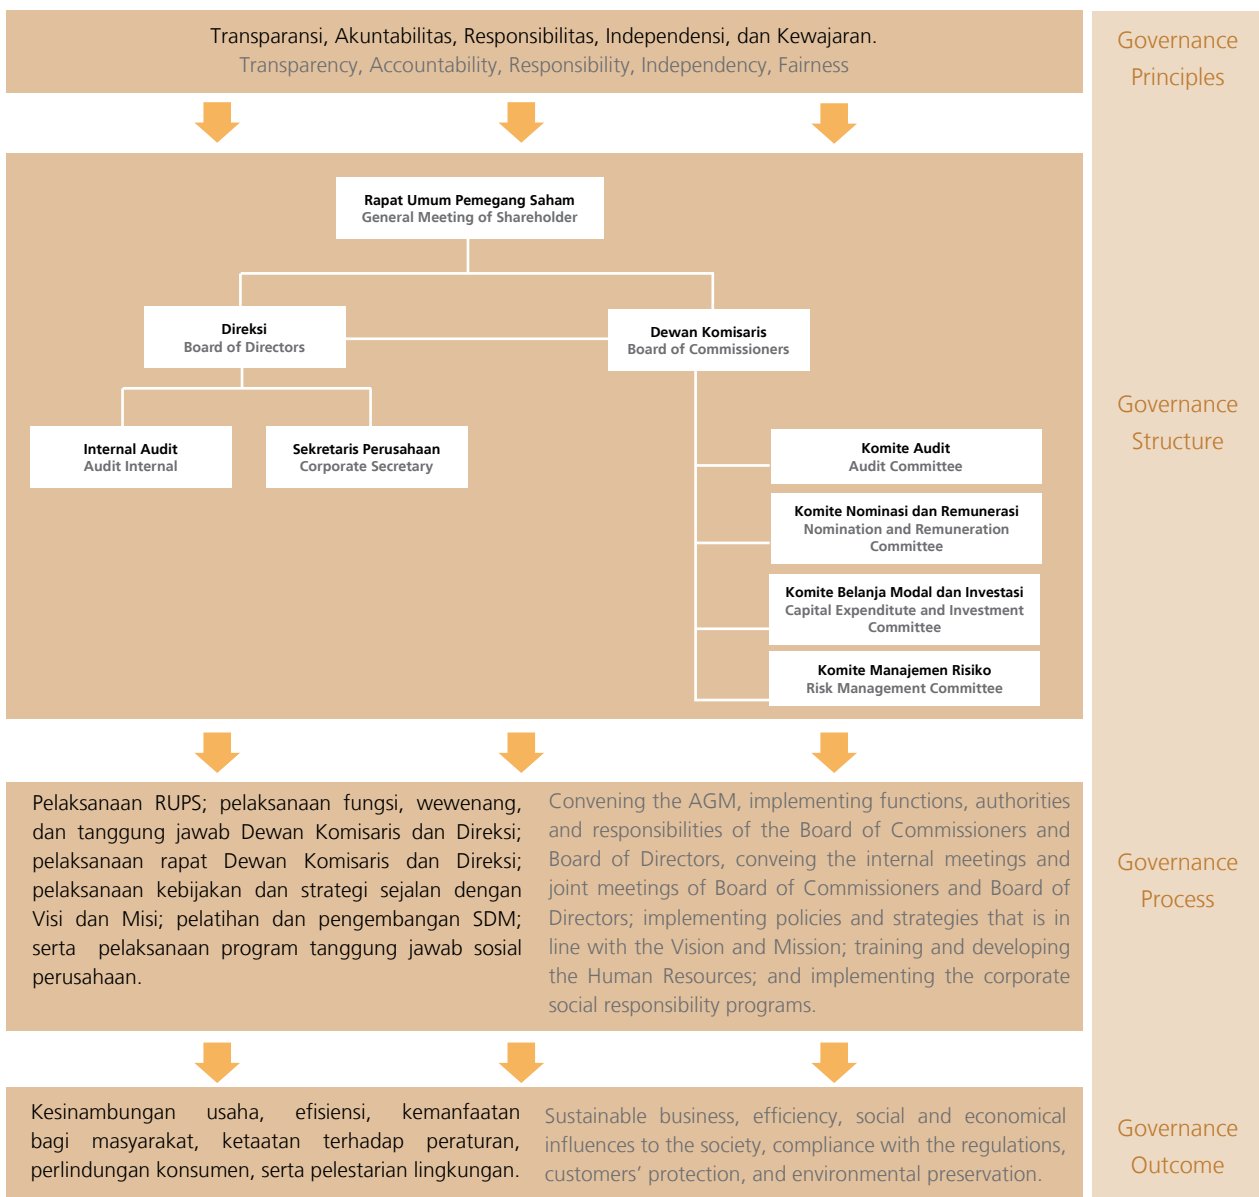 Transparansi, Akuntabilitas, Responsibilitas, Independensi, dan Kewajaran.
Transparency, Accountability, Responsibility, Independency, Fairness
Governance
Principles
Rapat Umum Pemegang Saham
General Meeting of Shareholder
Direksi
Board of Directors
Dewan Komisaris
Board of Commissioners
Internal Audit
Audit Internal
Sekretaris Perusahaan
Corporate Secretary
Komite Audit
Audit Committee
Komite Nominasi dan Remunerasi
Nomination and Remuneration
Committee
Komite Belanja Modal dan Investasi
Capital Expenditute and Investment
Committee
Komite Manajemen Risiko
Risk Management Committee
Governance
Structure
Pelaksanaan RUPS; pelaksanaan fungsi, wewenang,
dan tanggung jawab Dewan Komisaris dan Direksi;
pelaksanaan rapat Dewan Komisaris dan Direksi;
pelaksanaan kebijakan dan strategi sejalan dengan
Visi dan Misi; pelatihan dan pengembangan SDM;
serta pelaksanaan program tanggung jawab sosial
perusahaan.
Convening the AGM, implementing functions, authorities
and responsibilities of the Board of Commissioners and
Board of Directors, conveing the internal meetings and
joint meetings of Board of Commissioners and Board of
Directors; implementing policies and strategies that is in
line with the Vision and Mission; training and developing
the Human Resources; and implementing the corporate
social responsibility programs.
Governance
Process
Kesinambungan usaha, efisiensi, kemanfaatan
bagi masyarakat, ketaatan terhadap peraturan,
perlindungan konsumen, serta pelestarian lingkungan.
Sustainable business, efficiency, social and economical
influences to the society, compliance with the regulations,
customers’ protection, and environmental preservation.
Governance
Outcome